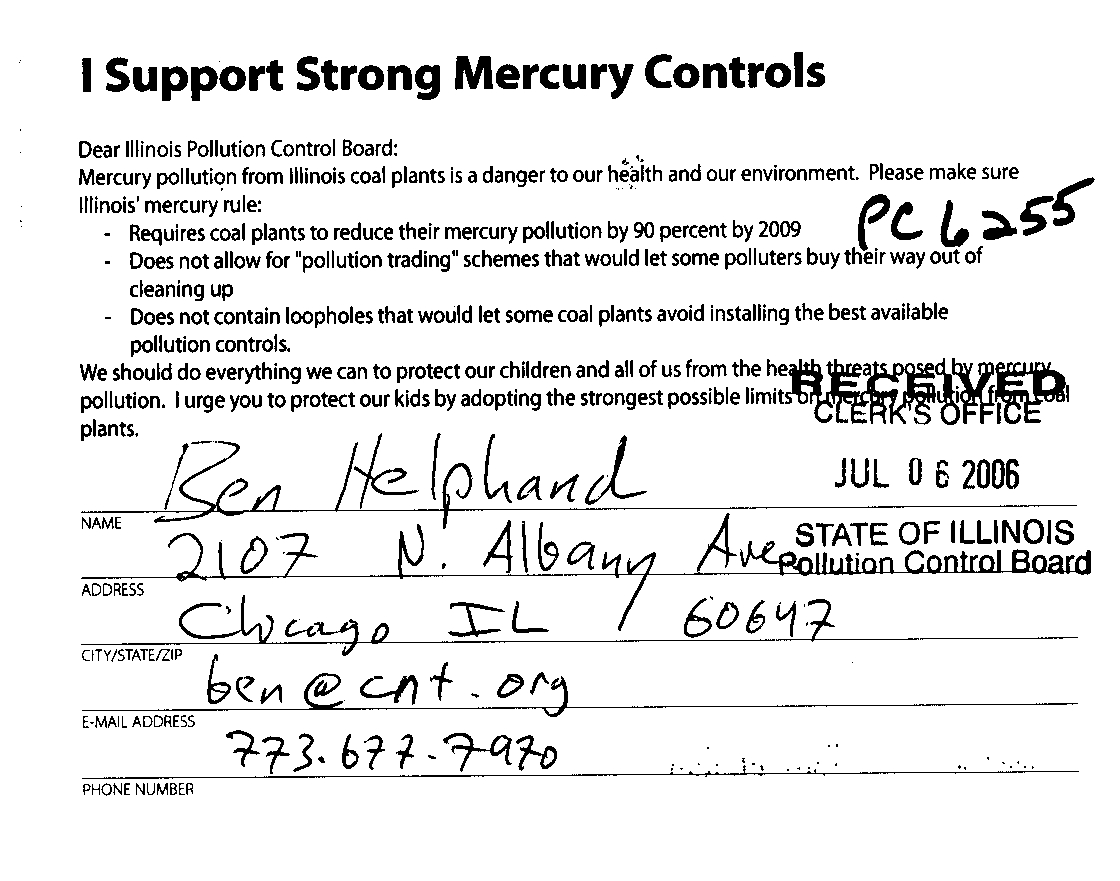 I Support Strong Mercury Controls
Dear Illinois Pollution Control Board:
Mercury pollution from Illinois coal plants is a danger to our health and our environment. Please make sure
Illinois' mercury rule:
- Requires coal plants to reduce their mercury pollution by 90 percent by 2009
PC 6255
- Does not allow for "pollution trading" schemes that would let some polluters buy their way out of
cleaning up
- Does not contain loopholes that would let some coal plants avoid installing the best available
pollution controls.
We should do everything we can to protect our children and all of us from the health threats posed by mercury
pollution. I urge you to protect our kids by adopting the strongest possible limits on mercury pollution from coal
plants.
RECEIVED
CLERK'S OFFICE
JUL 06 2006
STATE OF ILLINOIS
Pollution Control Board
Ben Helphand
NAME
2107 N. Albany Ave
ADDRESS
Chicago IL 60647
CITY/STATE/ZIP
ben@cnt.org
E-MAIL ADDRESS
773.677-7970
PHONE NUMBER